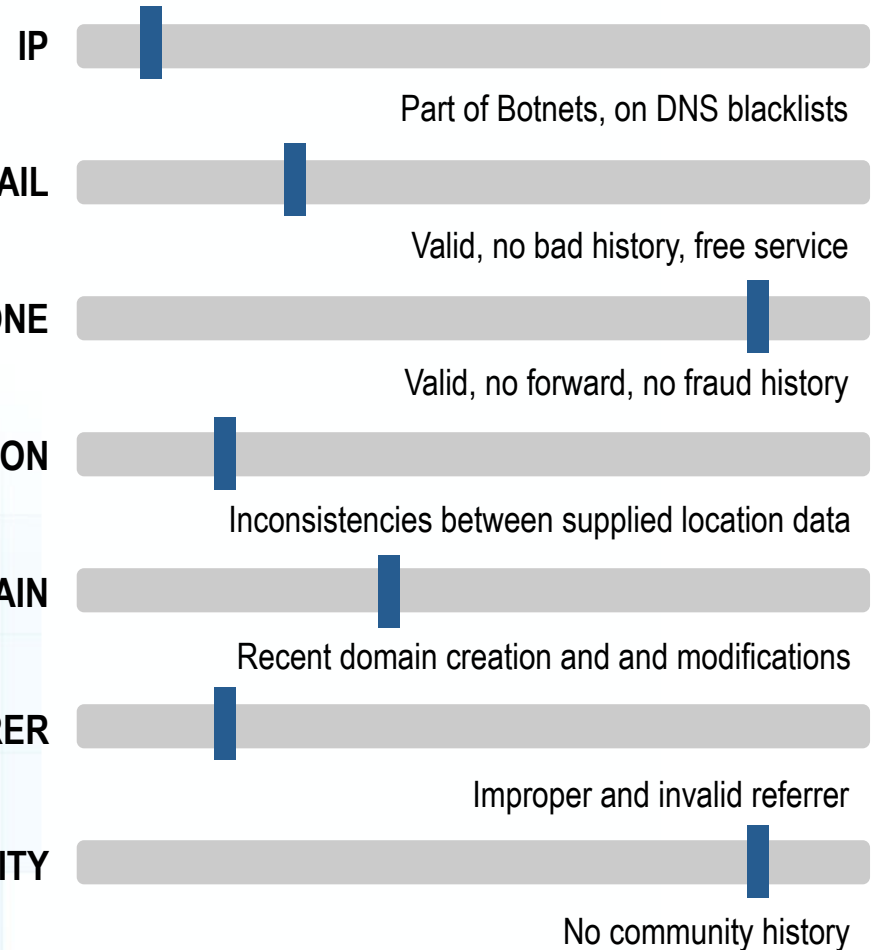 IP
Part of Botnets, on DNS blacklists
AIL
Valid, no bad history, free service
ONE
Valid, no forward, no fraud history
ON
Inconsistencies between supplied location data
AIN
Recent domain creation and and modifications
RER
Improper and invalid referrer
ITY
No community history